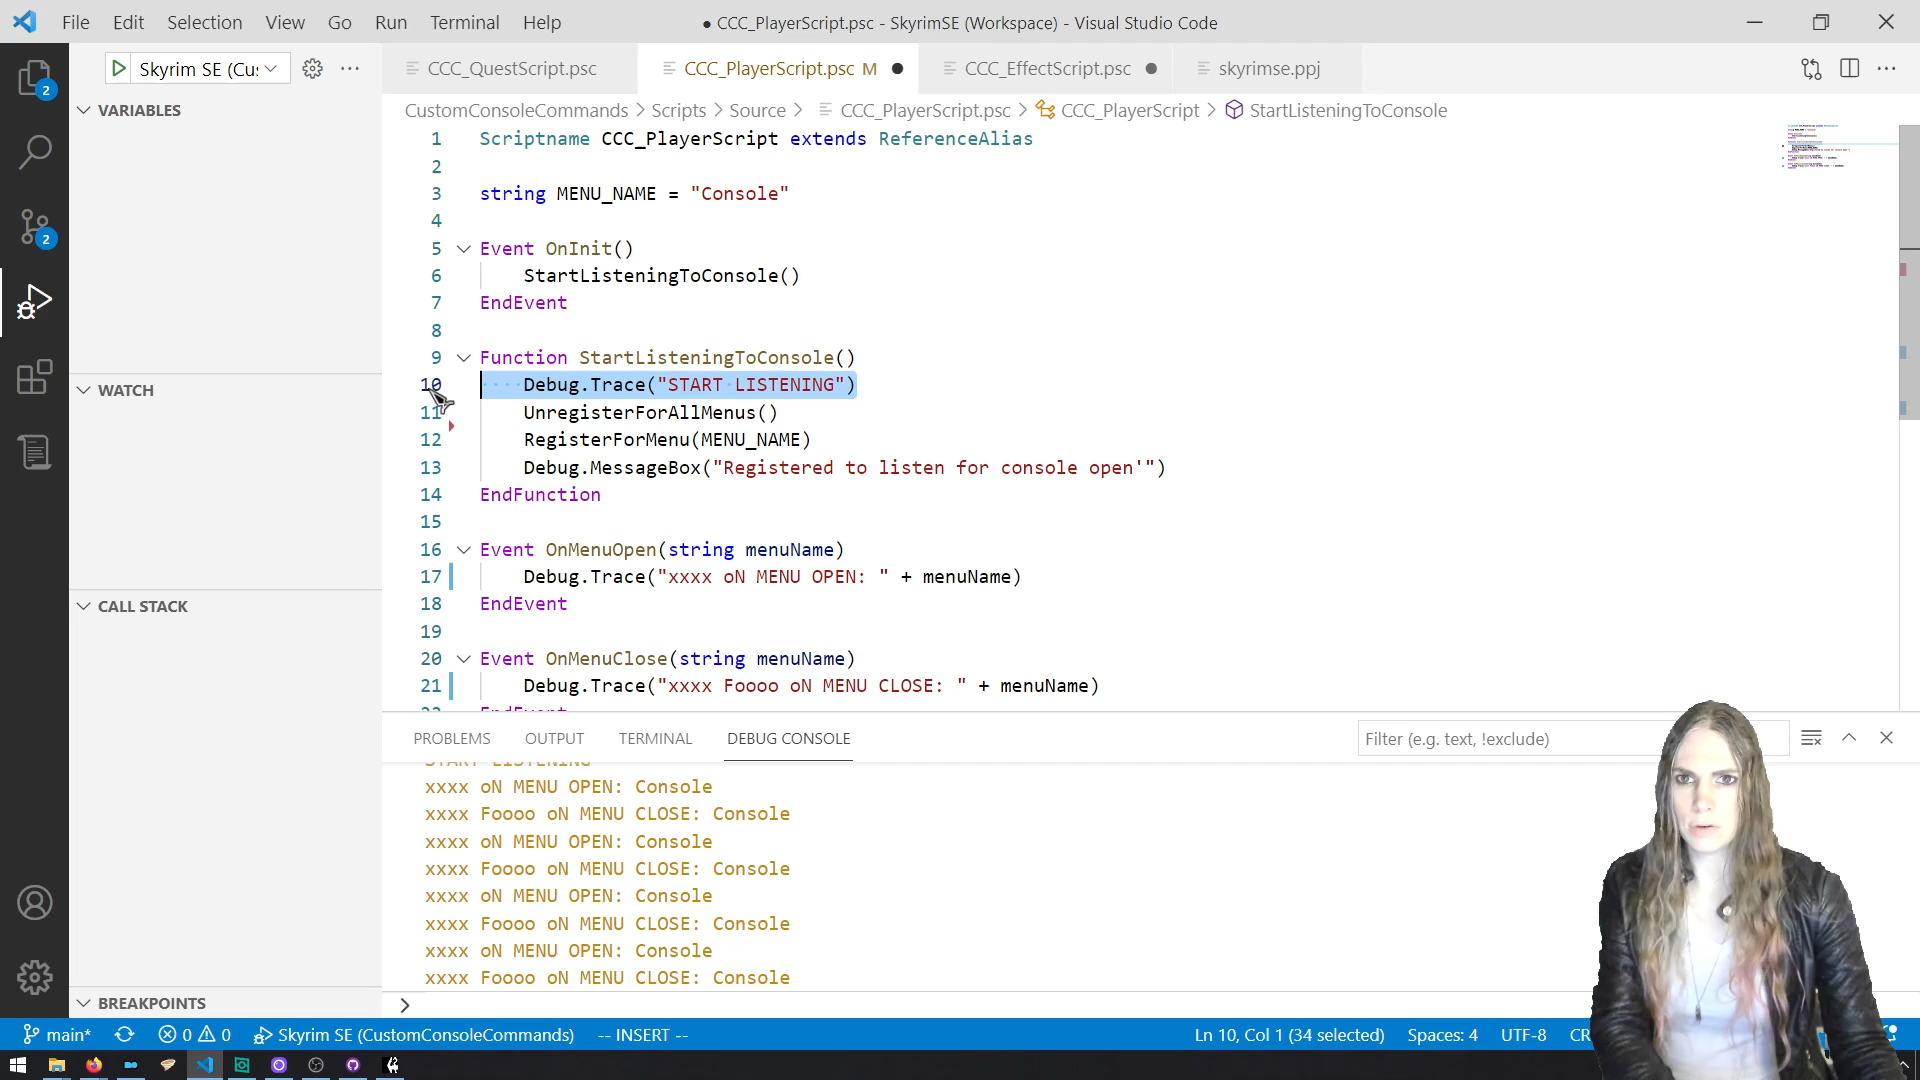 File Edit Selection View Go Run Terminal Help
● CCC_PlayerScript.psc - SkyrimSE (Workspace) - Visual Studio Code
Skyrim SE (Cu:
CCC_QuestScript.psc
CCC_PlayerScript.psc M
CCC_EffectScript.psc
skyrimse.ppj
CustomConsoleCommands > Scripts > Source > CCC_PlayerScript.psc > CCC_PlayerScript > StartListeningToConsole
VARIABLES
WATCH
CALL STACK
BREAKPOINTS
2
2
1 Scriptname CCC_PlayerScript extends ReferenceAlias
2
3 string MENU_NAME = "Console"
4
5 Event OnInit()
6 StartListeningToConsole()
7 EndEvent
8
9 Function StartListeningToConsole()
10 ····Debug.Trace("START·LISTENING")
11 UnregisterForAllMenus()
12 RegisterForMenu(MENU_NAME)
13 Debug.MessageBox("Registered to listen for console open'")
14 EndFunction
15
16 Event OnMenuOpen(string menuName)
17 Debug.Trace("xxxx oN MENU OPEN: " + menuName)
18 EndEvent
19
20 Event OnMenuClose(string menuName)
21 Debug.Trace("xxxx Foooo oN MENU CLOSE: " + menuName)
22 EndEvent
PROBLEMS OUTPUT TERMINAL DEBUG CONSOLE
Filter (e.g. text, !exclude)
START LISTENING
xxxx oN MENU OPEN: Console
xxxx Foooo oN MENU CLOSE: Console
xxxx oN MENU OPEN: Console
xxxx Foooo oN MENU CLOSE: Console
xxxx oN MENU OPEN: Console
xxxx Foooo oN MENU CLOSE: Console
xxxx oN MENU OPEN: Console
xxxx Foooo oN MENU CLOSE: Console
>
main* 0 0 Skyrim SE (CustomConsoleCommands) -- INSERT -- Ln 10, Col 1 (34 selected) Spaces: 4 UTF-8 CR